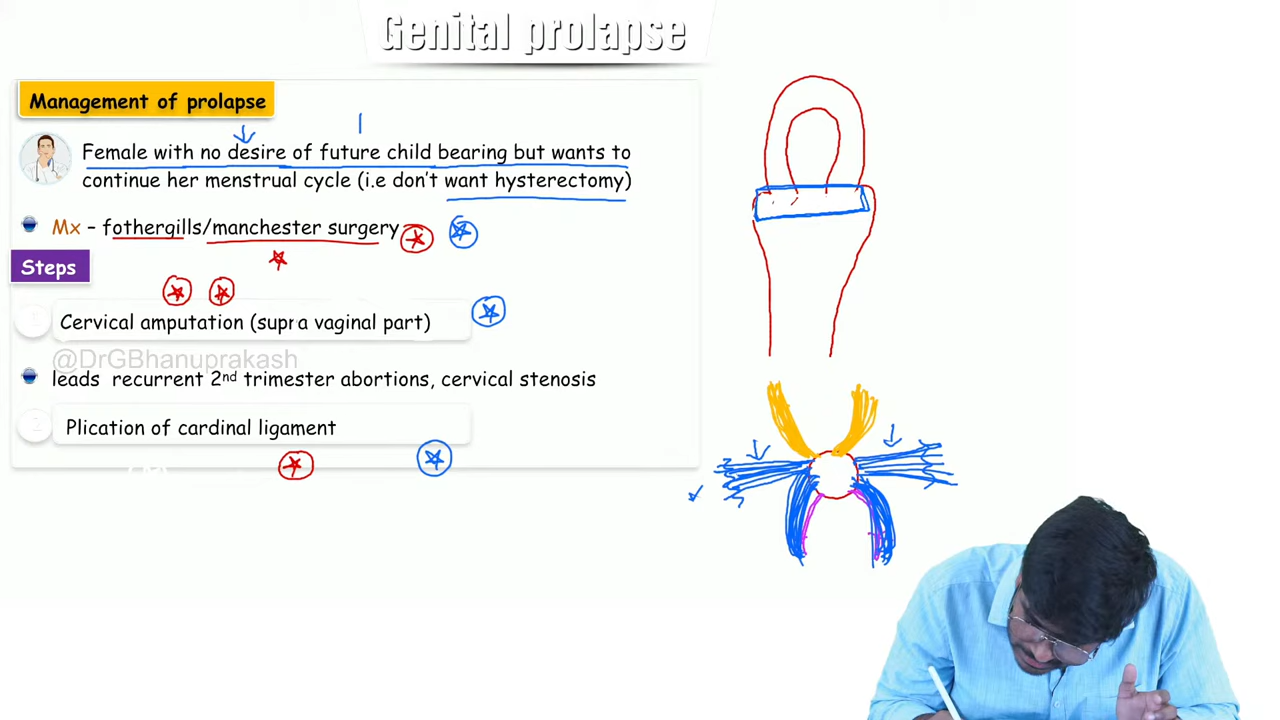 Genital prolapse
Management of prolapse
Female with no desire of future child bearing but wants to
continue her menstrual cycle (i.e don't want hysterectomy)
Mx – fothergills/manchester surgery
Steps
1 Cervical amputation (supra vaginal part)
@DrGBhanuprakash
leads recurrent 2nd trimester abortions, cervical stenosis
2 Plication of cardinal ligament